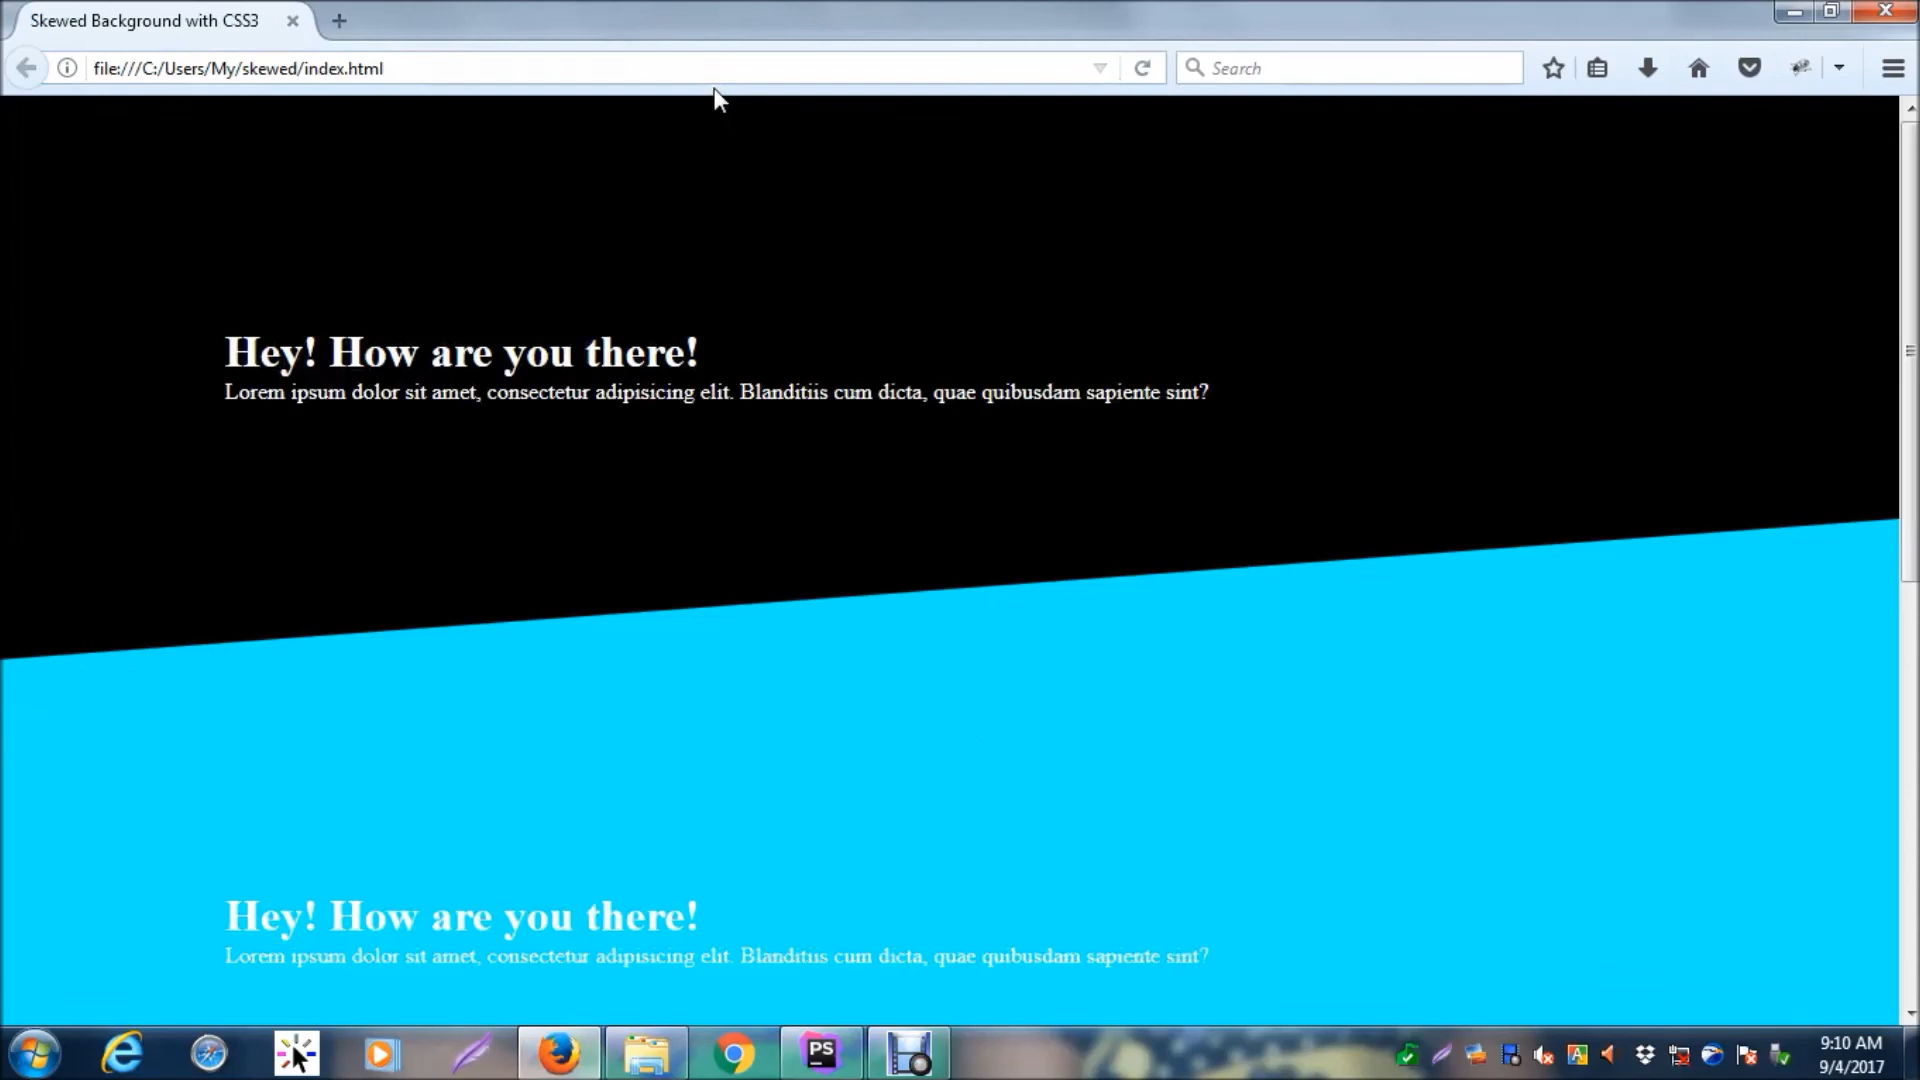 Skewed Background with CSS3
file:///C:/Users/My/skewed/index.html
Search
Hey! How are you there!
Lorem ipsum dolor sit amet, consectetur adipisicing elit. Blanditiis cum dicta, quae quibusdam sapiente sint?
Hey! How are you there!
Lorem ipsum dolor sit amet, consectetur adipisicing elit. Blanditiis cum dicta, quae quibusdam sapiente sint?
PS
A
9:10 AM
9/4/2017